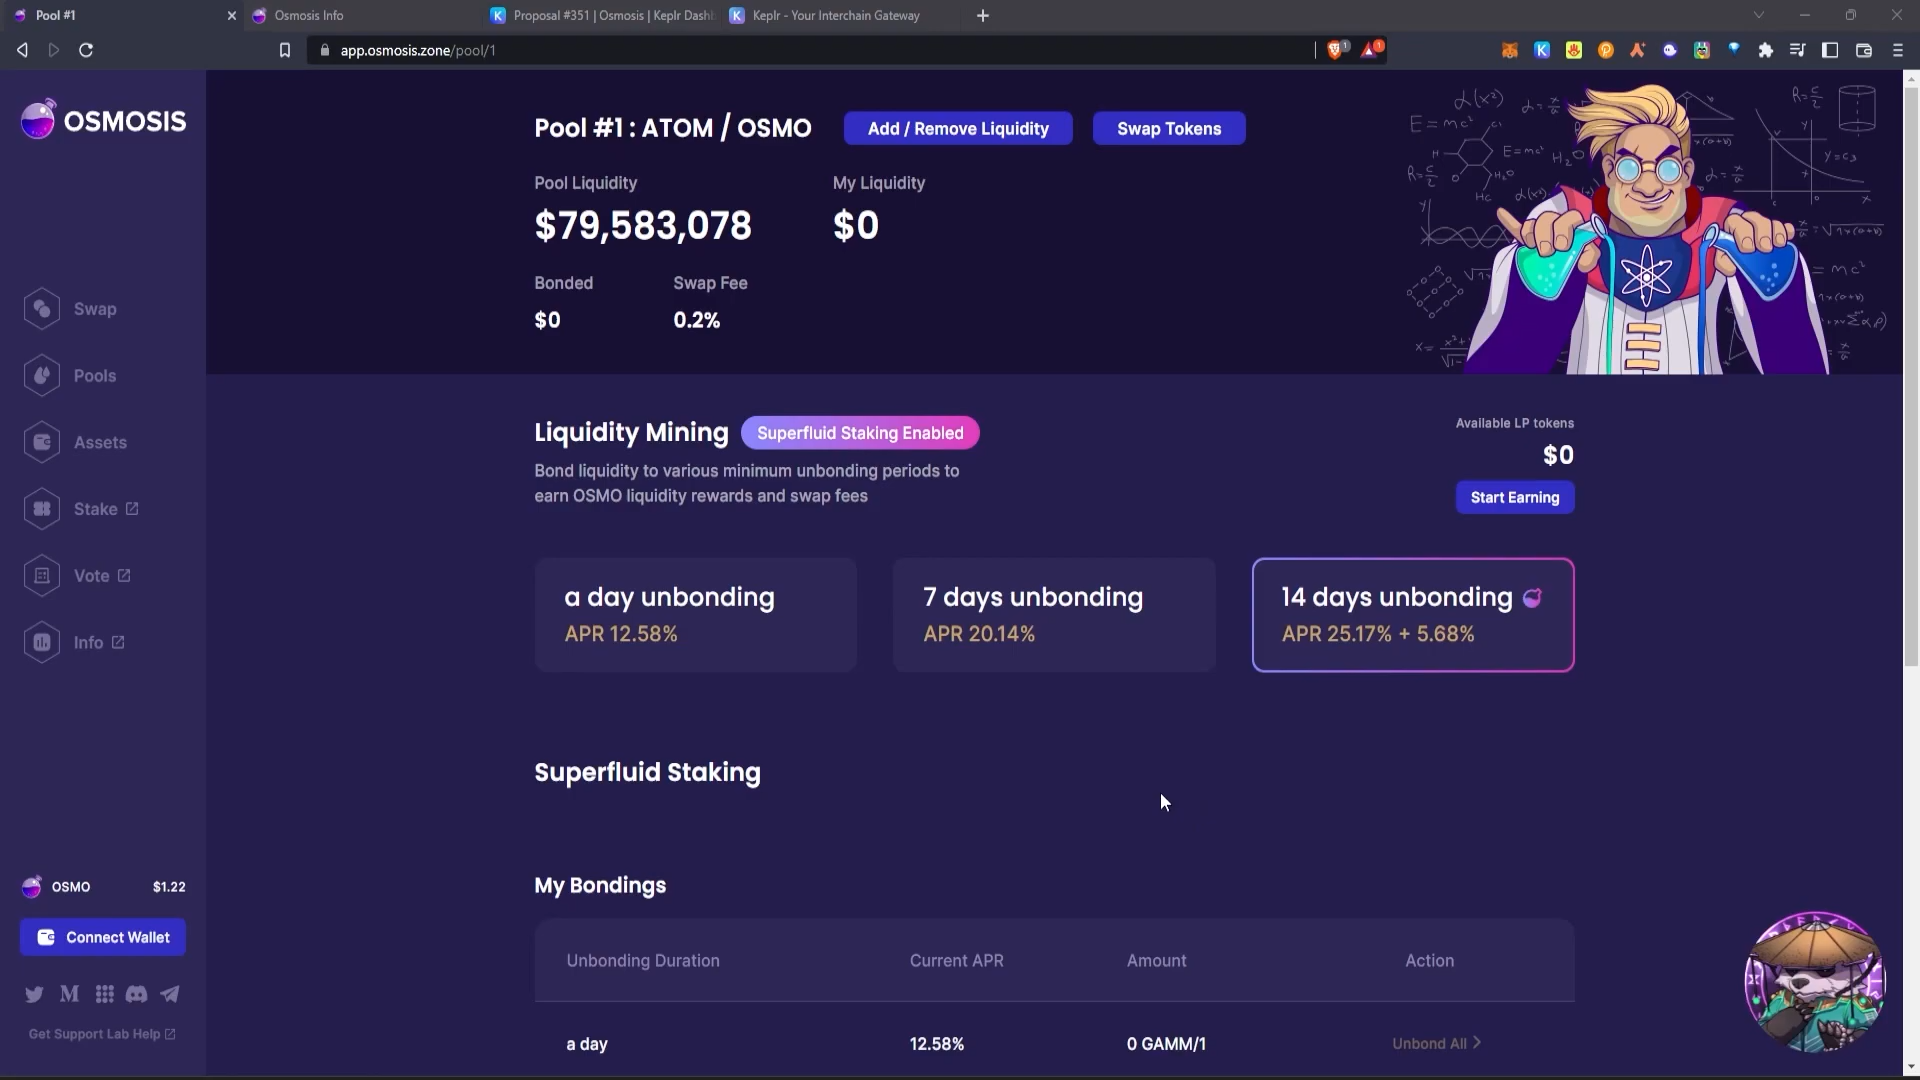 Pool #1
Osmosis Info
Proposal #351 | Osmosis | Keplr Dashb
Keplr - Your Interchain Gateway
app.osmosis.zone/pool/1
1
1
OSMOSIS
Swap
Pools
Assets
Stake
Vote
Info
OSMO $1.22
Connect Wallet
Get Support Lab Help
Pool #1 : ATOM / OSMO
Add / Remove Liquidity
Swap Tokens
Pool Liquidity
My Liquidity
$79,583,078
$0
Bonded
Swap Fee
$0
0.2%
E=mc²
E=mc²
H₂O
Liquidity Mining
Superfluid Staking Enabled
Bond liquidity to various minimum unbonding periods to
earn OSMO liquidity rewards and swap fees
Available LP tokens
$0
Start Earning
a day unbonding
APR 12.58%
7 days unbonding
APR 20.14%
14 days unbonding
APR 25.17% + 5.68%
Superfluid Staking
My Bondings
Unbonding Duration
Current APR
Amount
Action
a day
12.58%
0 GAMM/1
Unbond All